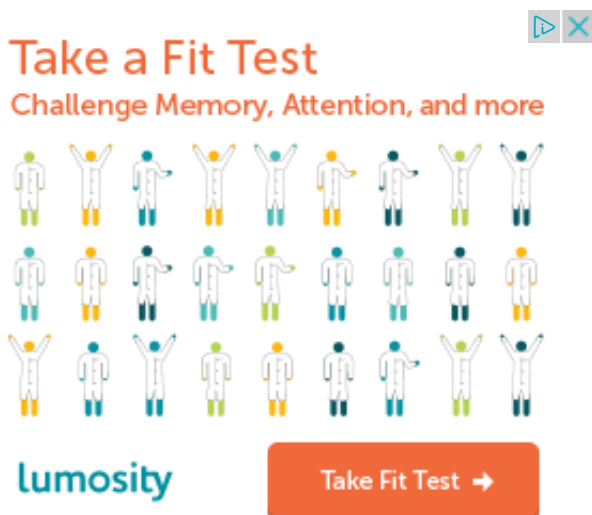 Take a Fit Test
Challenge Memory, Attention, and more
lumosity
Take Fit Test